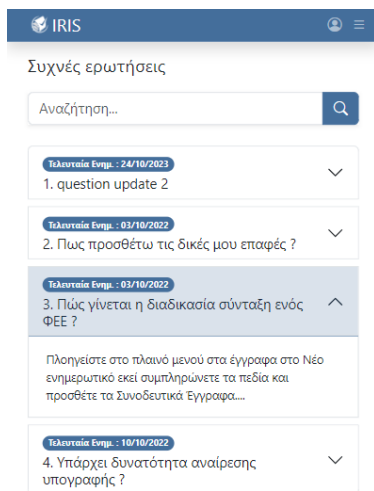 IRIS
Συχνές ερωτήσεις
Αναζήτηση...
Τελευταία Ενημ. : 24/10/2023
1. question update 2
Τελευταία Ενημ. : 03/10/2022
2. Πως προσθέτω τις δικές μου επαφές ?
Τελευταία Ενημ. : 03/10/2022
3. Πώς γίνεται η διαδικασία σύνταξη ενός
ΦΕΕ ?
Πλοηγείστε στο πλαινό μενού στα έγγραφα στο Νέο
ενημερωτικό εκεί συμπληρώνετε τα πεδία και
προσθέτε τα Συνοδευτικά Έγγραφα....
Τελευταία Ενημ. : 10/10/2022
4. Υπάρχει δυνατότητα αναίρεσης
υπογραφής ?